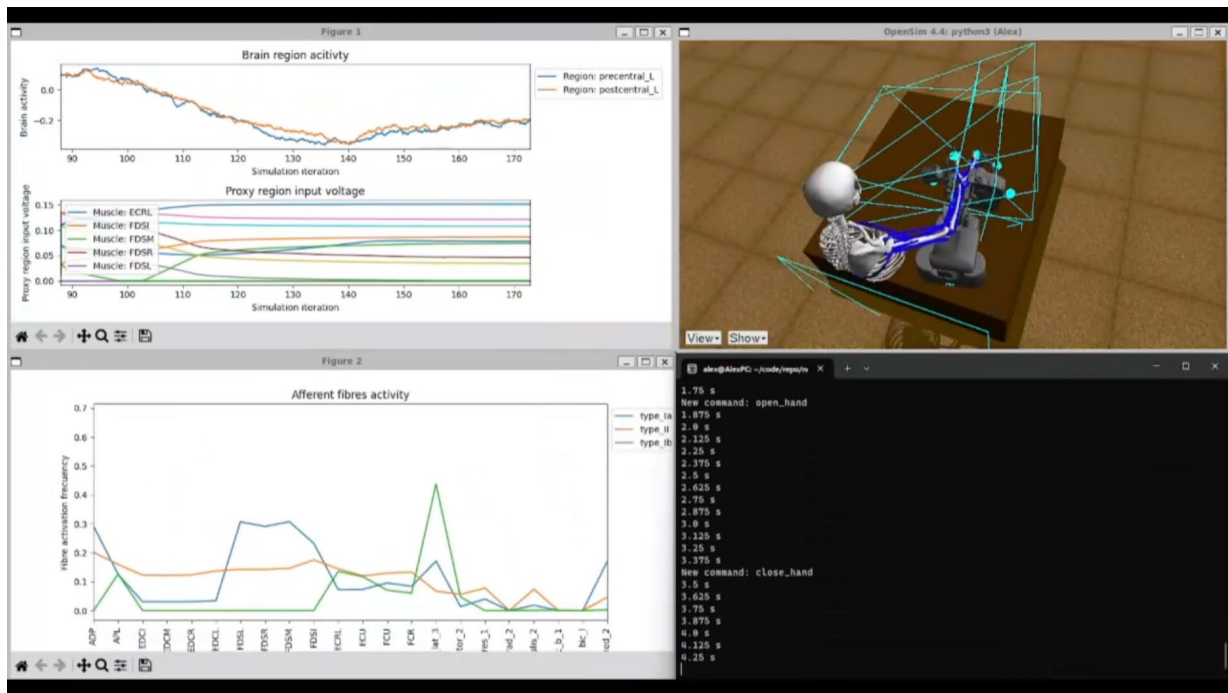 Figure 1
Brain region acitivty
Brain activity
0.0
−0.2
90 100 110 120 130 140 150 160 170
Simulation iteration
Region: precentral_L
Region: postcentral_L
Proxy region input voltage
Proxy region input voltage
0.15
0.10
0.05
0.00
Muscle: ECRL
Muscle: FDSI
Muscle: FDSM
Muscle: FDSR
Muscle: FDSL
90 100 110 120 130 140 150 160 170
Simulation iteration
OpenSim 4.4: python3 (Alex)
View
Show
Figure 2
Afferent fibres activity
Fibre activation frecuency
0.7
0.6
0.5
0.4
0.3
0.2
0.1
0.0
type_Ia
type_II
type_Ib
ADP
APL
EDCI
EDCM
EDCR
EDCL
FDSL
FDSR
FDSM
FDSI
ECRL
ECU
FCU
FCR
lat_3
tor_2
res_1
rad_2
plis_2
c_b_1
bic_l
ned_2
alex@AlexPC: ~/code/repo/n
1.75 s
New command: open_hand
1.875 s
2.0 s
2.125 s
2.25 s
2.375 s
2.5 s
2.625 s
2.75 s
2.875 s
3.0 s
3.125 s
3.25 s
3.375 s
New command: close_hand
3.5 s
3.625 s
3.75 s
3.875 s
4.0 s
4.125 s
4.25 s